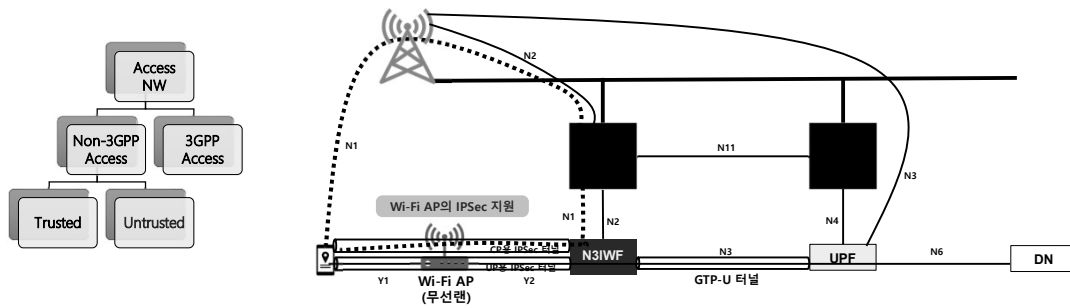 Access
NW
Non-3GPP
Access
3GPP
Access
Trusted
Untrusted
N2
N1
N11
N3
Wi-Fi AP의 IPSec 지원
N1
N2
N4
CP용 IPSec 터널
N3IWF
N3
UPF
N6
DN
UP용 IPSec 터널
Y1
Wi-Fi AP
(무선랜)
Y2
GTP-U 터널